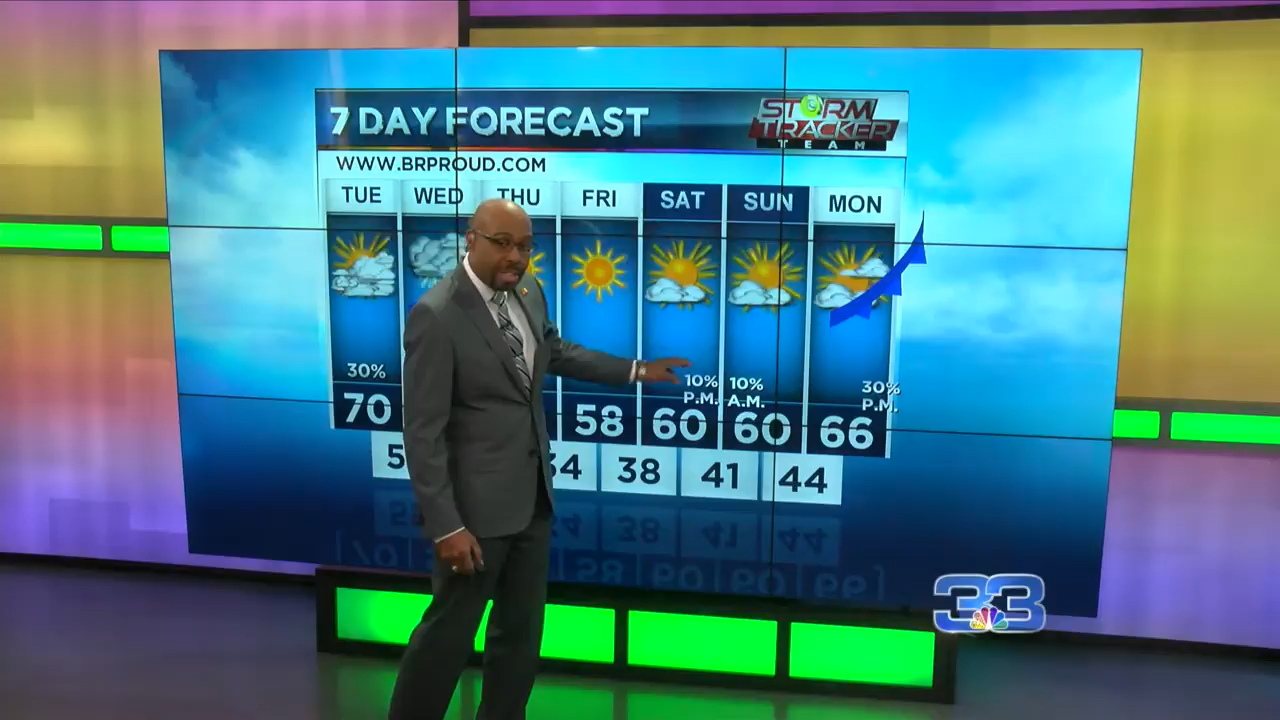 7 DAY FORECAST
STORM
TRACKER
TEAM
WWW.BRPROUD.COM
TUE WED THU FRI SAT SUN MON
30% 10% P.M. 10% A.M. 30% P.M.
70 58 60 60 66
34 38 41 44
33